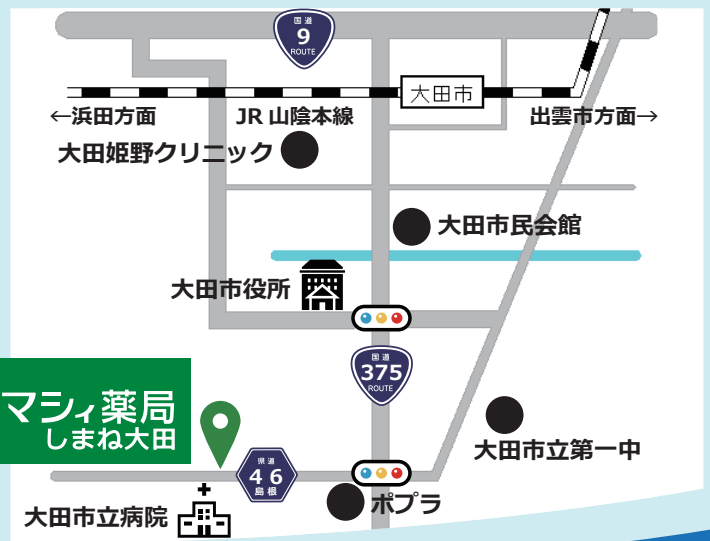 国道
9
ROUTE
大田市
←浜田方面
JR 山陰本線
出雲市方面→
大田姫野クリニック
大田市民会館
大田市役所
国道
375
ROUTE
マシィ薬局
しまね大田
大田市立第一中
県道
46
島根
ポプラ
大田市立病院